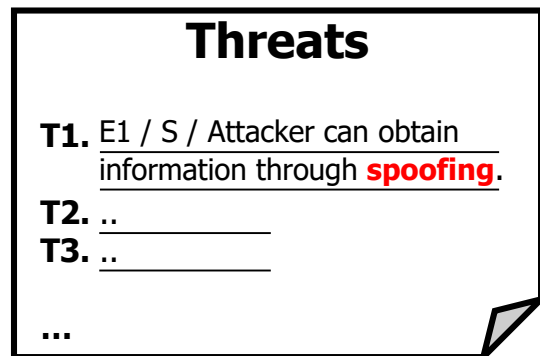 Threats
T1. E1 / S / Attacker can obtain
information through spoofing.
T2. ..
T3. ..
...